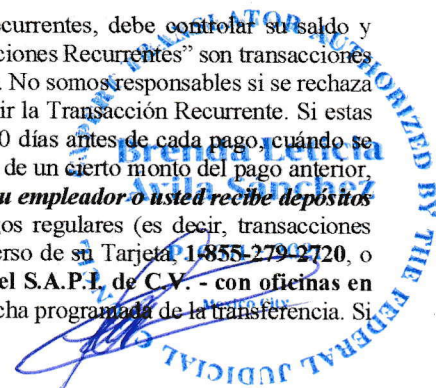 ecurrentes, debe controlar su saldo y
ciones Recurrentes” son transacciones
. No somos responsables si se rechaza
ir la Transacción Recurrente. Si estas
0 días antes de cada pago, cuándo se
de un cierto monto del pago anterior,
u empleador o usted recibe depósitos
gos regulares (es decir, transacciones
erso de su Tarjeta, 1-855-279-2720, o
el S.A.P.I. de C.V. - con oficinas en
cha programada de la transferencia. Si
TRANSLATOR AUTHORIZED BY THE FEDERAL JUDICIAL
Brenda Leticia
Avila Sánchez
Mexico City